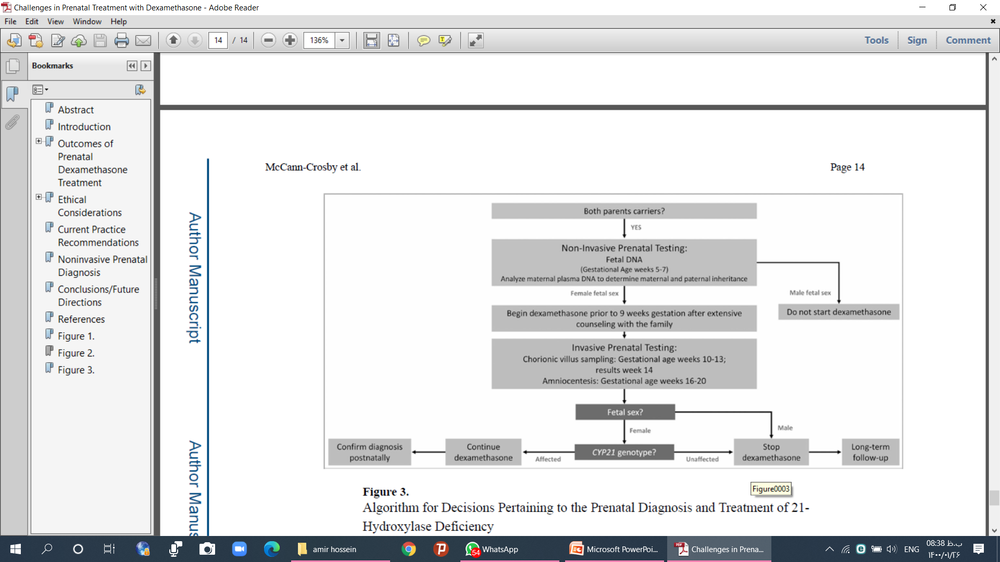 Challenges in Prenatal Treatment with Dexamethasone - Adobe Reader
File Edit View Window Help
14 / 14
136%
Tools Sign Comment
Bookmarks
Abstract
Introduction
Outcomes of
Prenatal
Dexamethasone
Treatment
Ethical
Considerations
Current Practice
Recommendations
Noninvasive Prenatal
Diagnosis
Conclusions/Future
Directions
References
Figure 1.
Figure 2.
Figure 3.
Author Manuscript
Author Manus
McCann-Crosby et al.
Page 14
Both parents carriers?
YES
Non-Invasive Prenatal Testing:
Fetal DNA
(Gestational Age weeks 5-7)
Analyze maternal plasma DNA to determine maternal and paternal inheritance
Female fetal sex
Male fetal sex
Do not start dexamethasone
Begin dexamethasone prior to 9 weeks gestation after extensive
counseling with the family
Invasive Prenatal Testing:
Chorionic villus sampling: Gestational age weeks 10-13;
results week 14
Amniocentesis: Gestational age weeks 16-20
Fetal sex?
Female
Male
Confirm diagnosis
postnatally
Continue
dexamethasone
Affected
CYP21 genotype?
Unaffected
Stop
dexamethasone
Long-term
follow-up
Figure 3.
Figure0003
Algorithm for Decisions Pertaining to the Prenatal Diagnosis and Treatment of 21-
Hydroxylase Deficiency
amir hossein
54
WhatsApp
Microsoft PowerPoi...
PDF
Challenges in Prena...
ENG
08:38 ب.ظ
۱۴۰۰/۰۱/۲۶